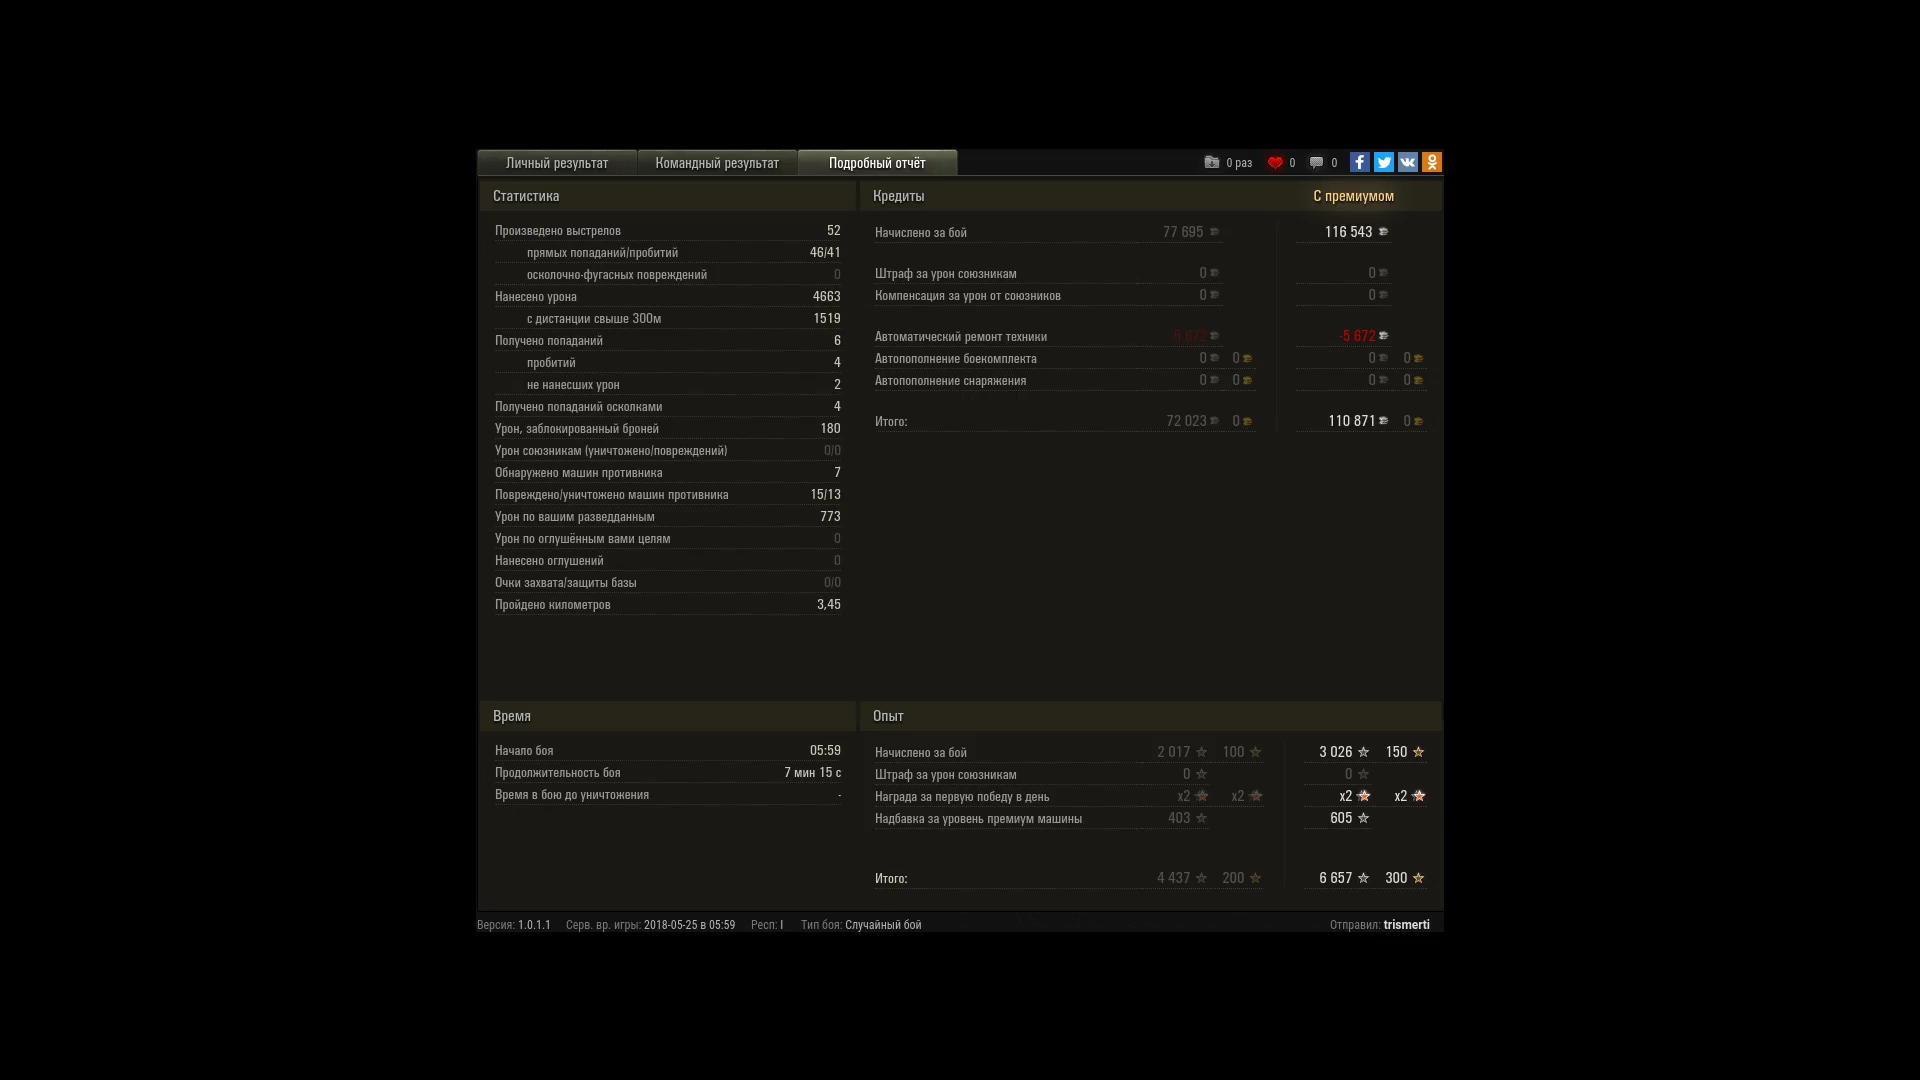 Личный результат Командный результат Подробный отчёт 0 раз 0 0
Статистика
Произведено выстрелов 52
прямых попаданий/пробитий 46/41
осколочно-фугасных повреждений 0
Нанесено урона 4663
с дистанции свыше 300м 1519
Получено попаданий 6
пробитий 4
не нанесших урон 2
Получено попаданий осколками 4
Урон, заблокированный броней 180
Урон союзникам (уничтожено/повреждений) 0/0
Обнаружено машин противника 7
Повреждено/уничтожено машин противника 15/13
Урон по вашим разведданным 773
Урон по оглушённым вами целям 0
Нанесено оглушений 0
Очки захвата/защиты базы 0/0
Пройдено километров 3,45
Кредиты С премиумом
Начислено за бой 77 695 116 543
Штраф за урон союзникам 0 0
Компенсация за урон от союзников 0 0
Автоматический ремонт техники -5 672 -5 672
Автопополнение боекомплекта 0 0 0 0
Автопополнение снаряжения 0 0 0 0
Итого: 72 023 0 110 871 0
Время
Начало боя 05:59
Продолжительность боя 7 мин 15 с
Время в бою до уничтожения -
Опыт
Начислено за бой 2 017 100 3 026 150
Штраф за урон союзникам 0 0
Награда за первую победу в день x2 x2 x2 x2
Надбавка за уровень премиум машины 403 605
Итого: 4 437 200 6 657 300
Версия: 1.0.1.1 Серв. вр. игры: 2018-05-25 в 05:59 Респ: I Тип боя: Случайный бой Отправил: trismerti